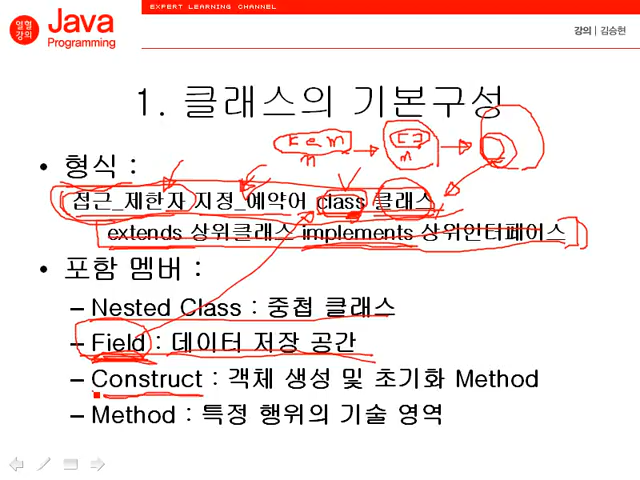 EXPERT LEARNING CHANNEL
열혈강의 Java Programming
강의 | 김승현
1. 클래스의 기본구성
• 형식 :
접근_제한자 지정_예약어 class 클래스
extends 상위클래스 implements 상위인터페이스
• 포함 멤버 :
– Nested Class : 중첩 클래스
– Field : 데이터 저장 공간
– Construct : 객체 생성 및 초기화 Method
– Method : 특정 행위의 기술 영역